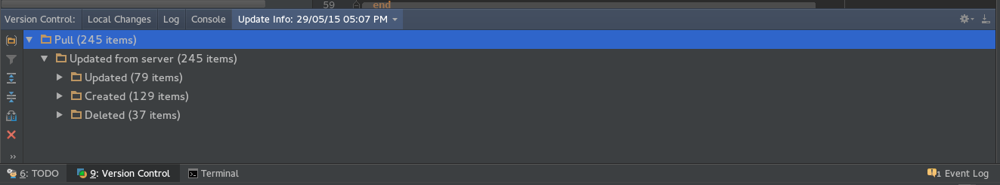 59 end
Version Control: Local Changes Log Console Update Info: 29/05/15 05:07 PM
Pull (245 items)
Updated from server (245 items)
Updated (79 items)
Created (129 items)
Deleted (37 items)
6: TODO 9: Version Control Terminal 1 Event Log